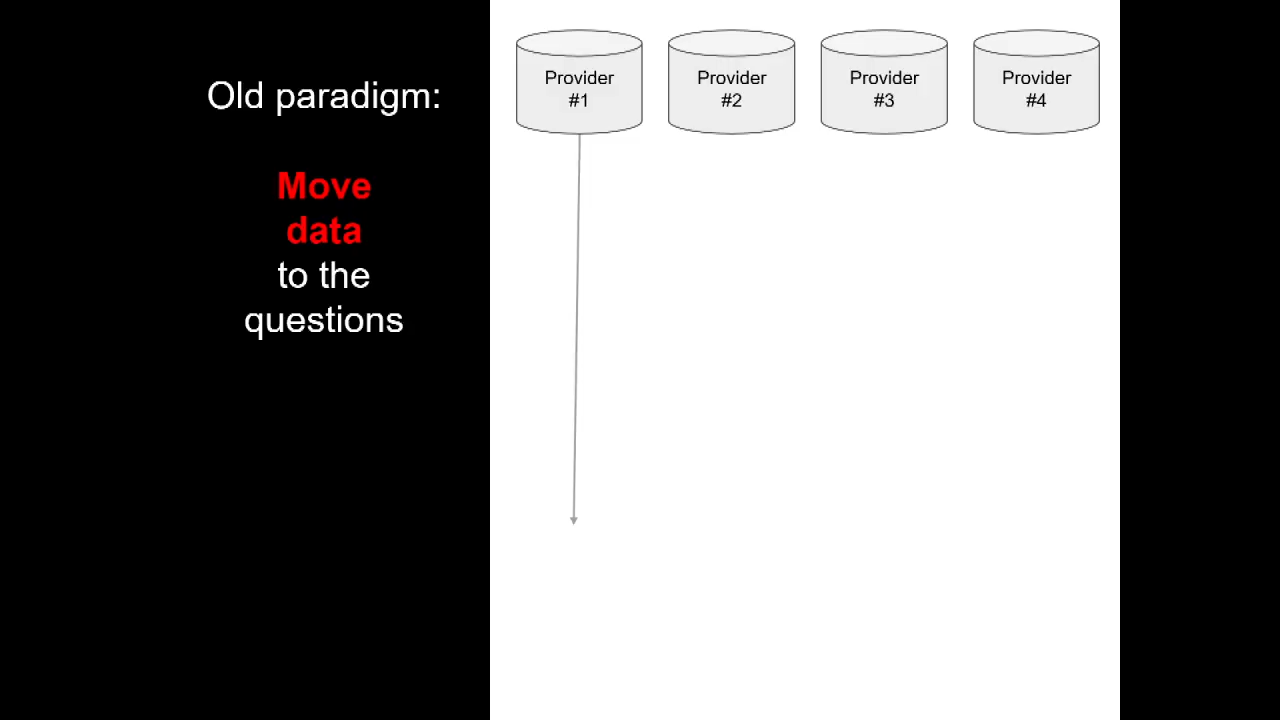 Old paradigm:
Move
data
to the
questions
Provider
#1
Provider
#2
Provider
#3
Provider
#4